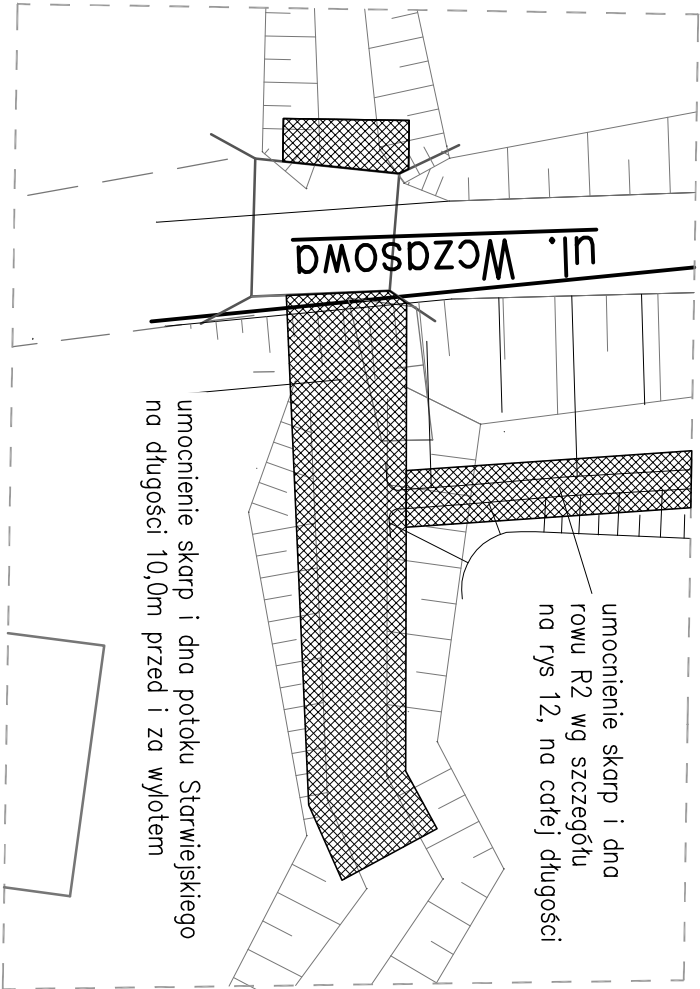 ul. Wczasowa
umocnienie skarp i dna potoku Starwiejskiego
na długości 10,0m przed i za wylotem
umocnienie skarp i dna
rowu R2 wg szczegółu
na rys 12, na całej długości